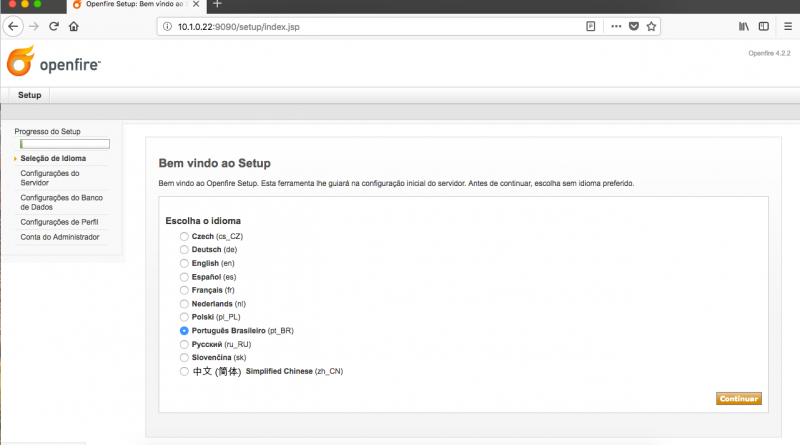 Openfire Setup: Bem vindo ao
10.1.0.22:9090/setup/index.jsp
openfire™
Openfire 4.2.2
Setup
Progresso do Setup
Seleção de Idioma
Configurações do
Servidor
Configurações do Banco
de Dados
Configurações de Perfil
Conta do Administrador
Bem vindo ao Setup
Bem vindo ao Openfire Setup. Esta ferramenta lhe guiará na configuração inicial do servidor. Antes de continuar, escolha sem idioma preferido.
Escolha o idioma
Czech (cs_CZ)
Deutsch (de)
English (en)
Español (es)
Français (fr)
Nederlands (nl)
Polski (pl_PL)
Português Brasileiro (pt_BR)
Русский (ru_RU)
Slovenčina (sk)
中文 (简体) Simplified Chinese (zh_CN)
Continuar